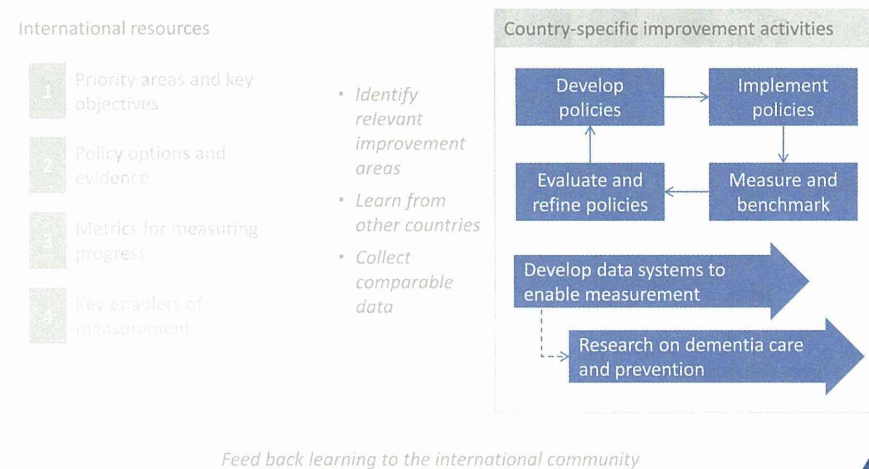 International resources
1
Priority areas and key
objectives
2
Policy options and
evidence
3
Metrics for measuring
progress
4
Key enablers of
measurement
• Identify
relevant
improvement
areas
• Learn from
other countries
• Collect
comparable
data
Country-specific improvement activities
Develop
policies
Implement
policies
Evaluate and
refine policies
Measure and
benchmark
Develop data systems to
enable measurement
Research on dementia care
and prevention
Feed back learning to the international community